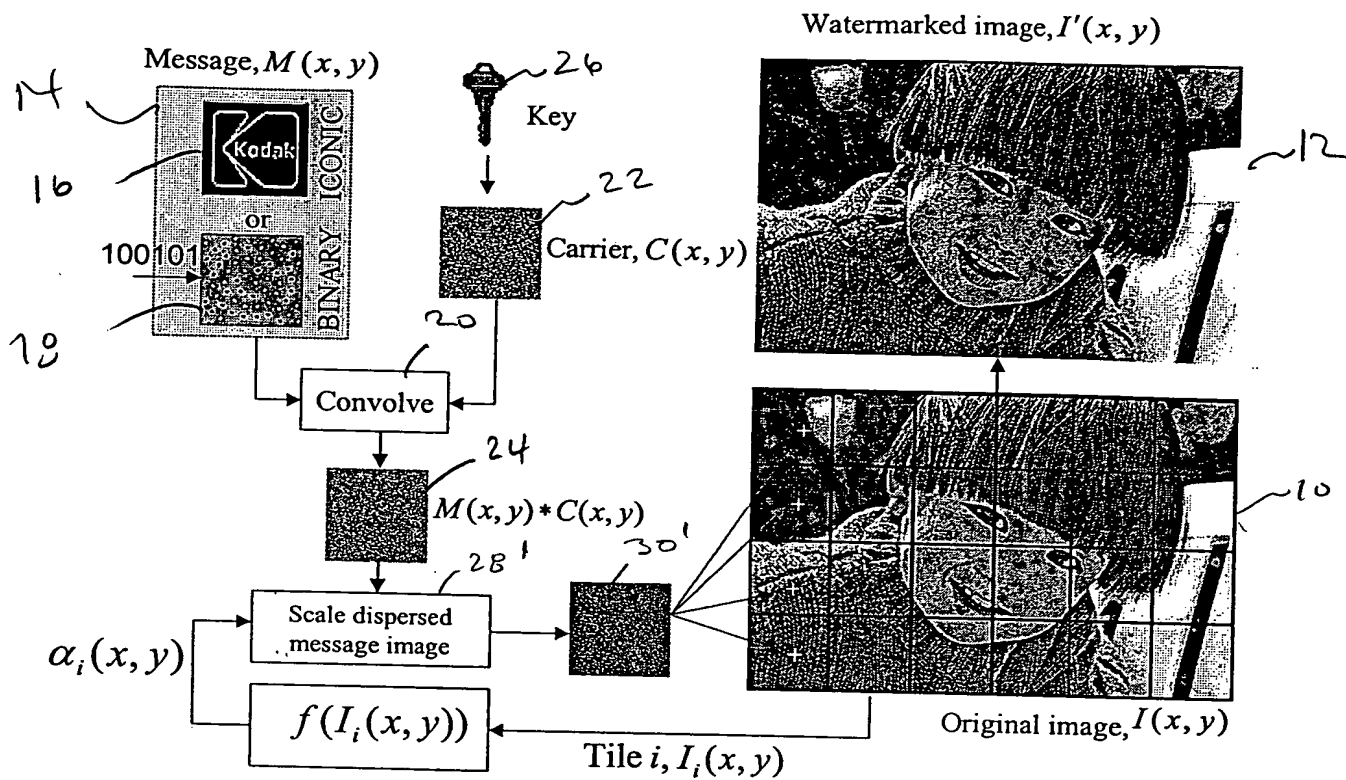 Watermarked image, I′(x, y)
Message, M (x, y)
26
14
Key
12
Kodak
ICONIC
16
22
or
Carrier, C(x, y)
100101
BINARY
18
20
Convolve
24
10
M(x, y) * C(x, y)
28'
30'
Scale dispersed
message image
α_i(x, y)
f(I_i(x, y))
Original image, I(x, y)
Tile i, I_i(x, y)